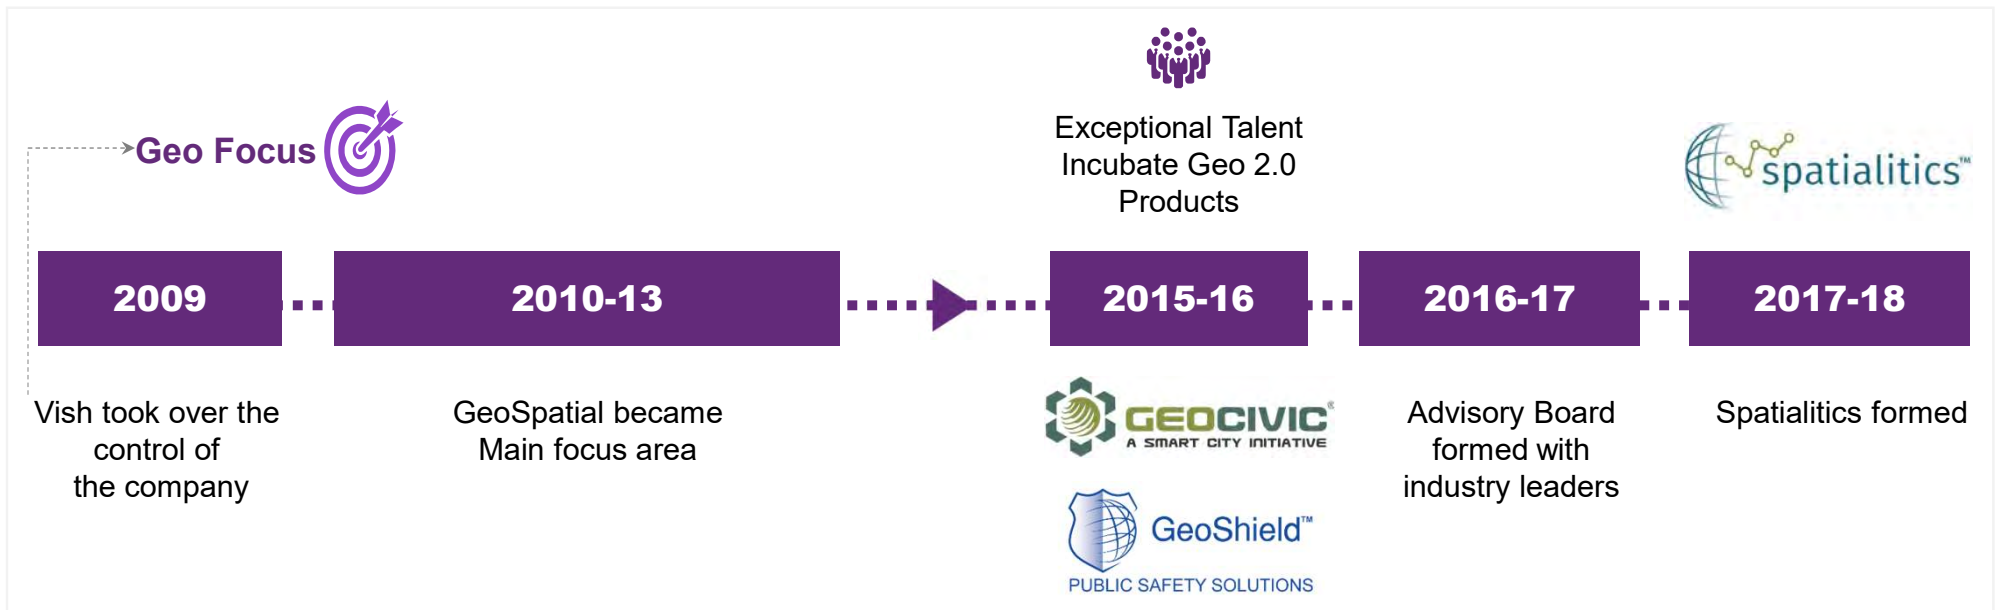 Geo Focus
Exceptional Talent
Incubate Geo 2.0
Products
spatialitics™
2009
2010-13
2015-16
2016-17
2017-18
Vish took over the
control of
the company
GeoSpatial became
Main focus area
GEOCIVIC®
A SMART CITY INITIATIVE
GeoShield™
PUBLIC SAFETY SOLUTIONS
Advisory Board
formed with
industry leaders
Spatialitics formed